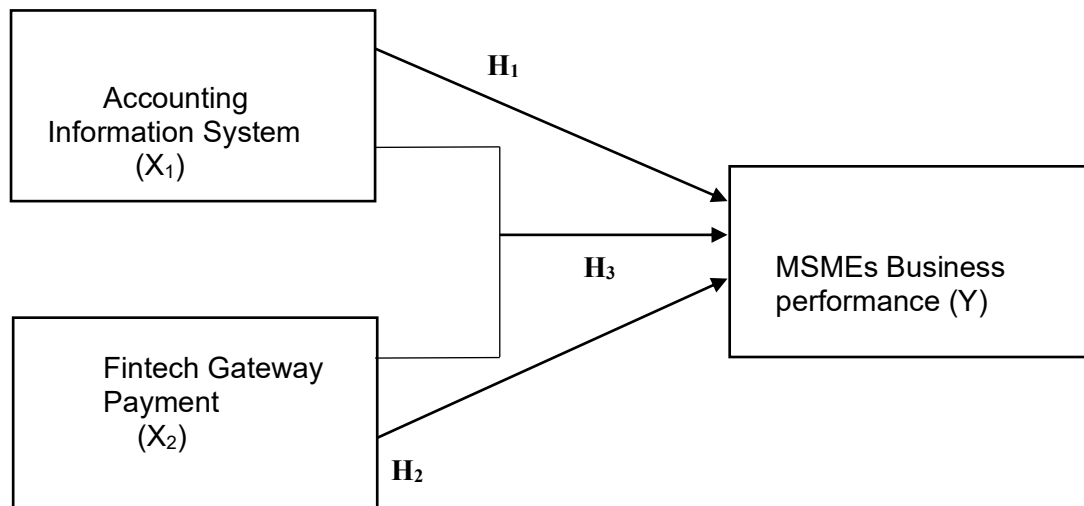 H₁
Accounting
Information System
(X₁)
MSMEs Business
performance (Y)
H₃
Fintech Gateway
Payment
(X₂)
H₂